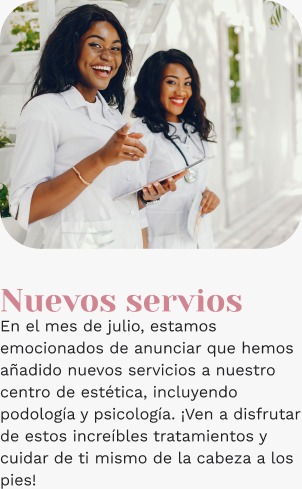 Nuevos servios
En el mes de julio, estamos
emocionados de anunciar que hemos
añadido nuevos servicios a nuestro
centro de estética, incluyendo
podología y psicología. ¡Ven a disfrutar
de estos increíbles tratamientos y
cuidar de ti mismo de la cabeza a los
pies!